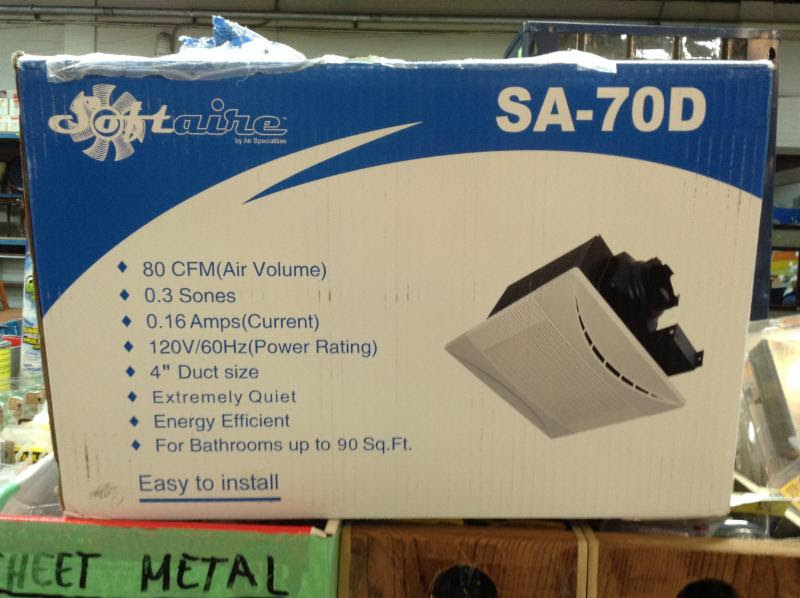 Softaire
by Air Specialities
SA-70D
80 CFM(Air Volume)
0.3 Sones
0.16 Amps(Current)
120V/60Hz(Power Rating)
4" Duct size
Extremely Quiet
Energy Efficient
For Bathrooms up to 90 Sq.Ft.
Easy to install
HEET METAL